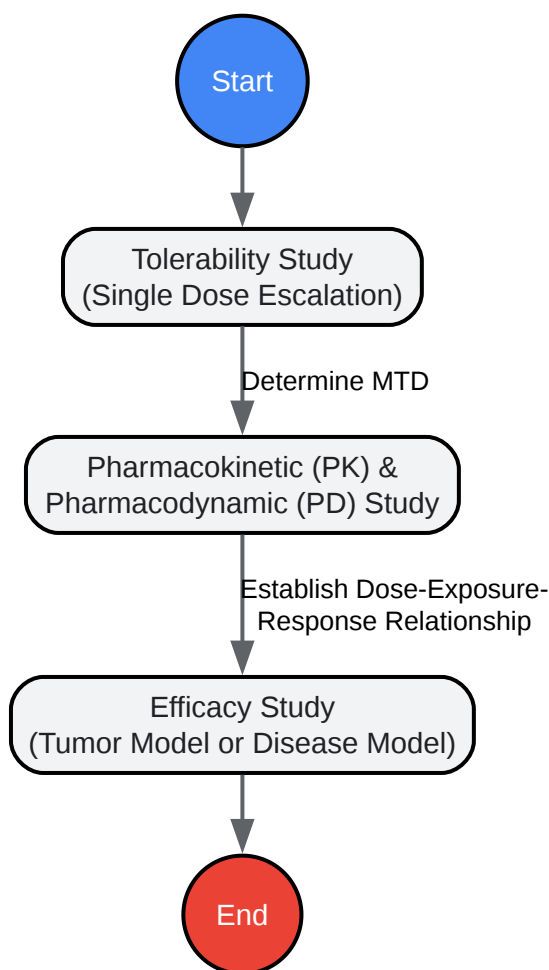 Start
Tolerability Study
(Single Dose Escalation)
Determine MTD
Pharmacokinetic (PK) &
Pharmacodynamic (PD) Study
Establish Dose-Exposure-
Response Relationship
Efficacy Study
(Tumor Model or Disease Model)
End